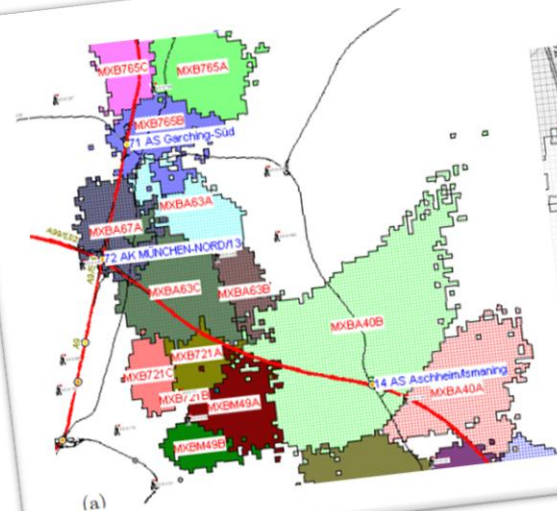 MXB765C
MXB765A
MXB765B
71 AS Garching-Süd
MXBA63A
MXBA67A
72 AK MÜNCHEN-NORD/13
MXBA63C
MXBA63B
MXBA40B
MXB721A
MXB721C
14 AS Aschheim/Ismaning
MXBA40A
MXB721B
MXBM49A
MXBM49B
(a)